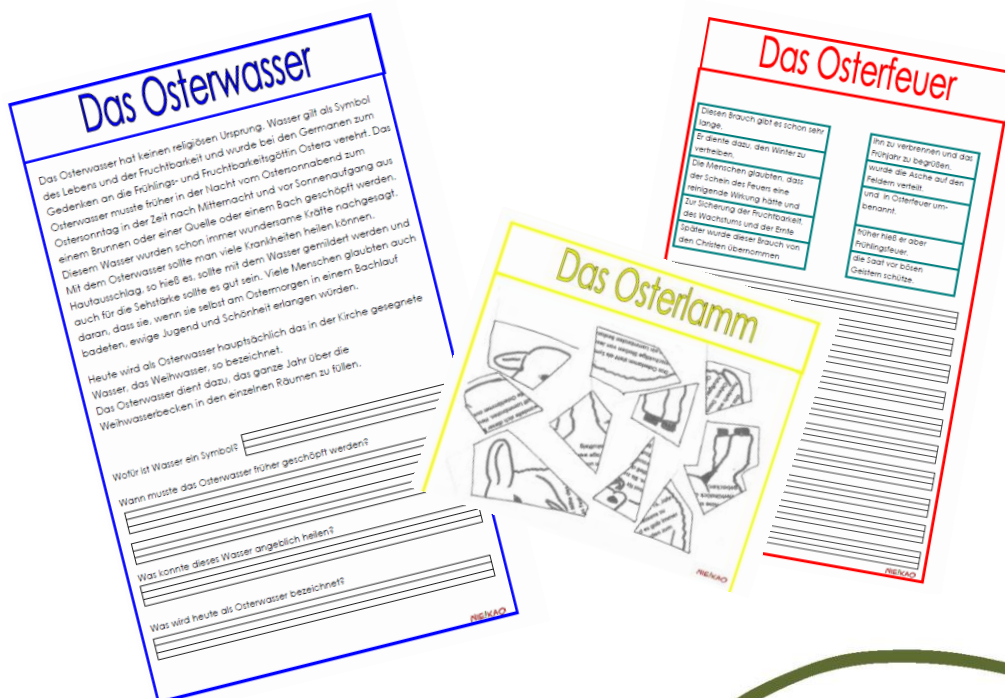 Das Osterwasser
Das Osterwasser hat keinen religiösen Ursprung. Wasser gilt als Symbol
des Lebens und der Fruchtbarkeit und wurde bei den Germanen zum
Gedenken an die Frühlings- und Fruchtbarkeitsgöttin Ostera verehrt. Das
Osterwasser musste früher in der Nacht vom Ostersonnabend zum
Ostersonntag in der Zeit nach Mitternacht und vor Sonnenaufgang aus
einem Brunnen oder einer Quelle oder einem Bach geschöpft werden.
Diesem Wasser wurden schon immer wundersame Kräfte nachgesagt.
Mit dem Osterwasser sollte man viele Krankheiten heilen können.
Hautausschlag, so hieß es, sollte mit dem Wasser gemildert werden und
auch für die Sehstärke sollte es gut sein. Viele Menschen glaubten auch
daran, dass sie, wenn sie selbst am Ostermorgen in einem Bachlauf
badeten, ewige Jugend und Schönheit erlangen würden.
Heute wird als Osterwasser hauptsächlich das in der Kirche gesegnete
Wasser, das Weihwasser, so bezeichnet.
Das Osterwasser dient dazu, das ganze Jahr über die
Weihwasserbecken in den einzelnen Räumen zu füllen.
Wofür ist Wasser ein Symbol?
Wann musste das Osterwasser früher geschöpft werden?
Was konnte dieses Wasser angeblich heilen?
Was wird heute als Osterwasser bezeichnet?
NIEKAO
Das Osterlamm
NIEKAO
Das Osterfeuer
Diesen Brauch gibt es schon sehr
lange,
Er diente dazu, den Winter zu
vertreiben.
Die Menschen glaubten, dass
der Schein des Feuers eine
reinigende Wirkung hätte und
Zur Sicherung der Fruchtbarkeit,
des Wachstums und der Ernte
Später wurde dieser Brauch von
den Christen übernommen
ihn zu verbrennen und das
Frühjahr zu begrüßen.
wurde die Asche auf den
Feldern verteilt.
und in Osterfeuer um-
benannt.
früher hieß er aber
Frühlingsfeuer.
die Saat vor bösen
Geistern schütze.
NIEKAO